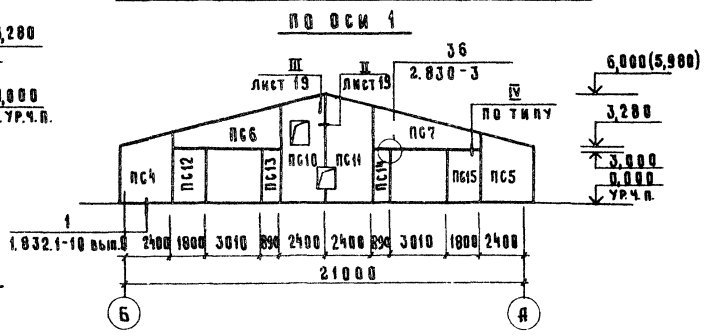 ПО ОСИ 1
,280
,000
. УР.Ч.П.
III
ЛИСТ 19
II
ЛИСТ 19
36
2.830-3
IV
ПО ТИПУ
6,000(5,980)
3,280
3,000
0,000
УР.Ч.П.
ПС6
ПС7
ПС4
ПС12
ПС13
ПС10
ПС11
ПС14
ПС15
ПС5
1
1.832.1-10 ВЫП.0
2400
1800
3010
890
2400
2400
890
3010
1800
2400
21000
Б
А